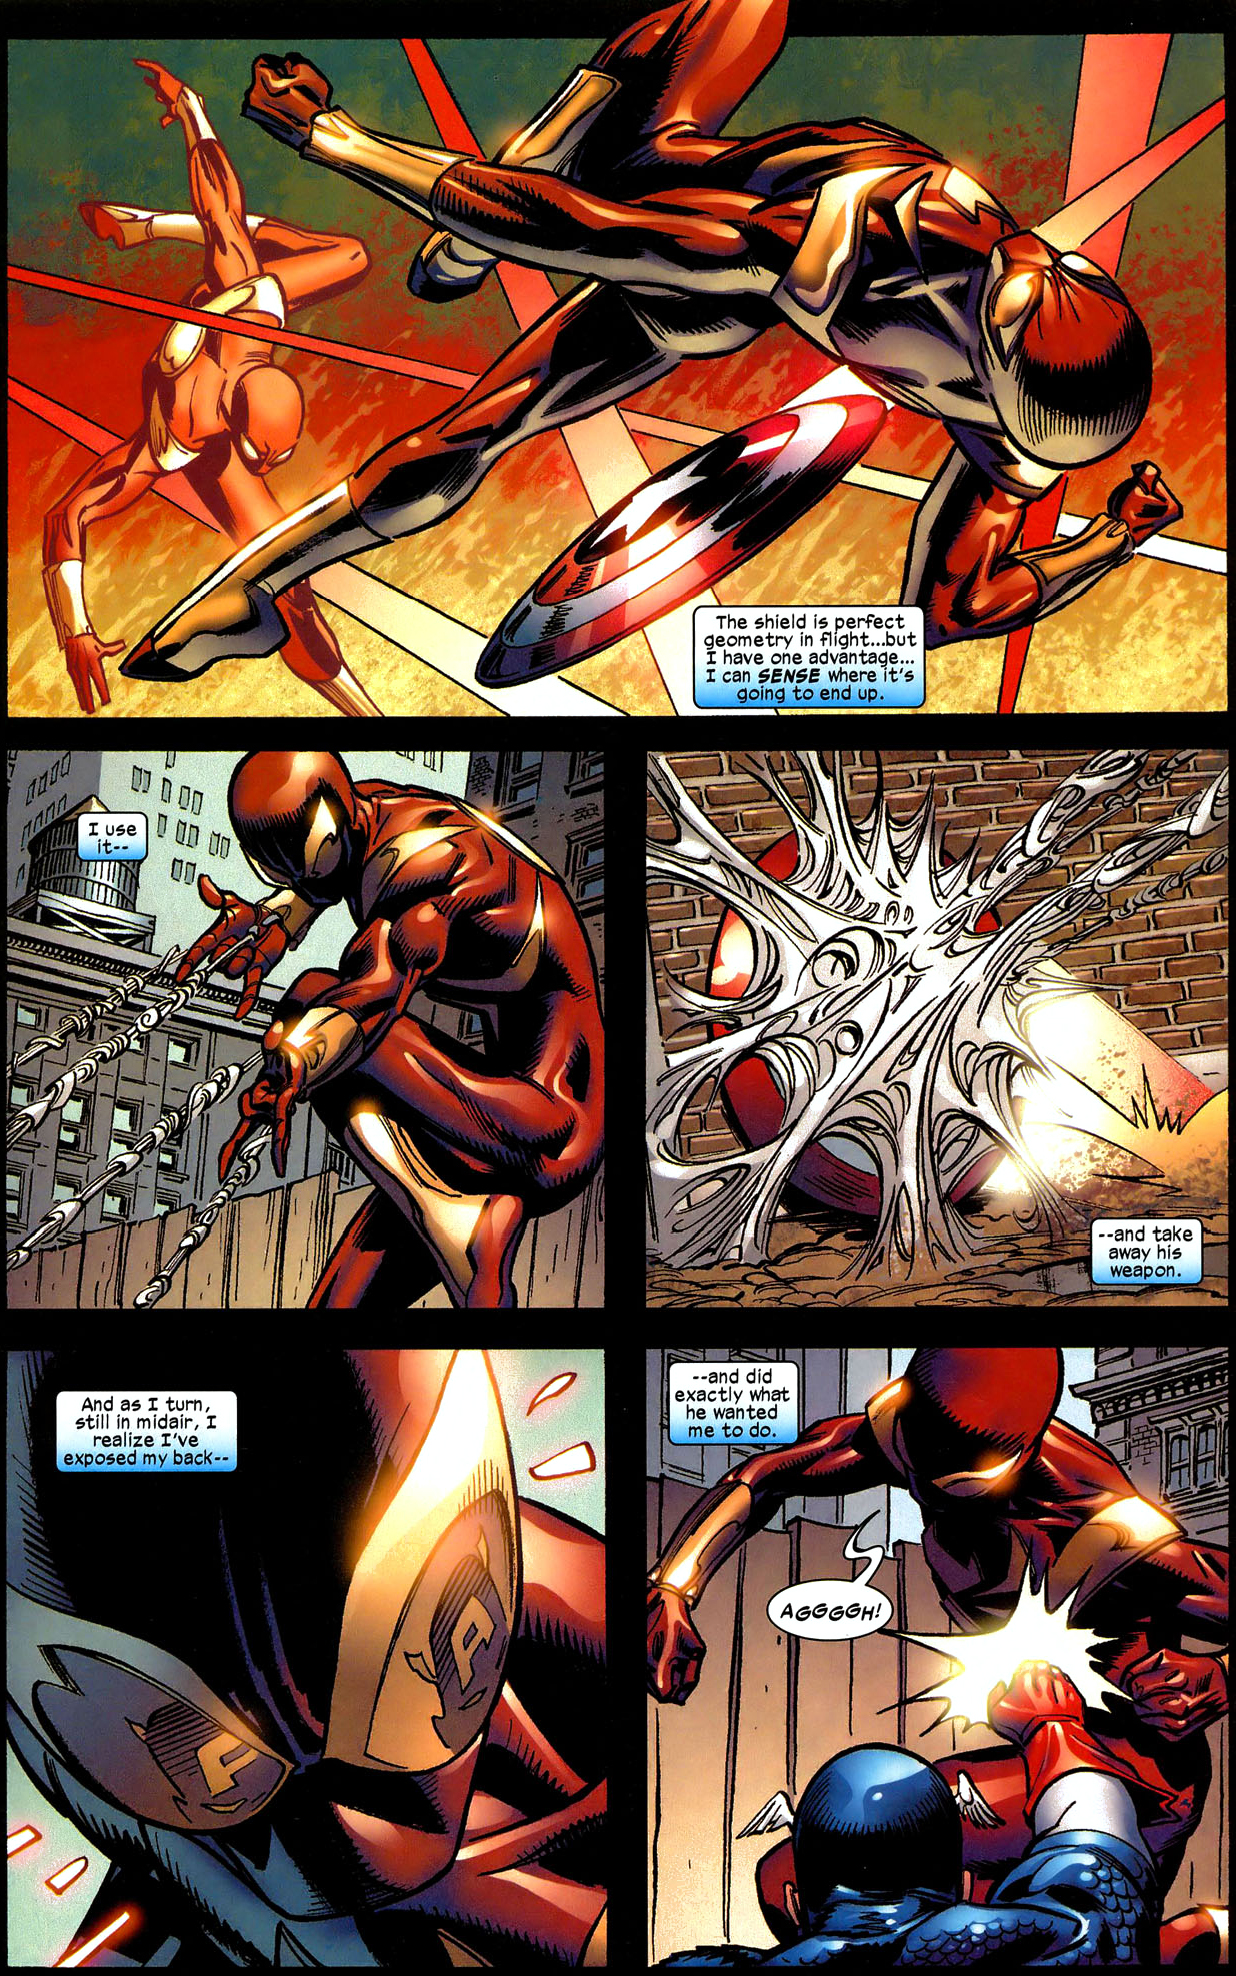 The shield is perfect
geometry in flight...but
I have one advantage...
I can SENSE where it's
going to end up.
I use
it--
--and take
away his
weapon.
And as I turn,
still in midair, I
realize I've
exposed my back--
--and did
exactly what
he wanted
me to do.
AGGGGH!